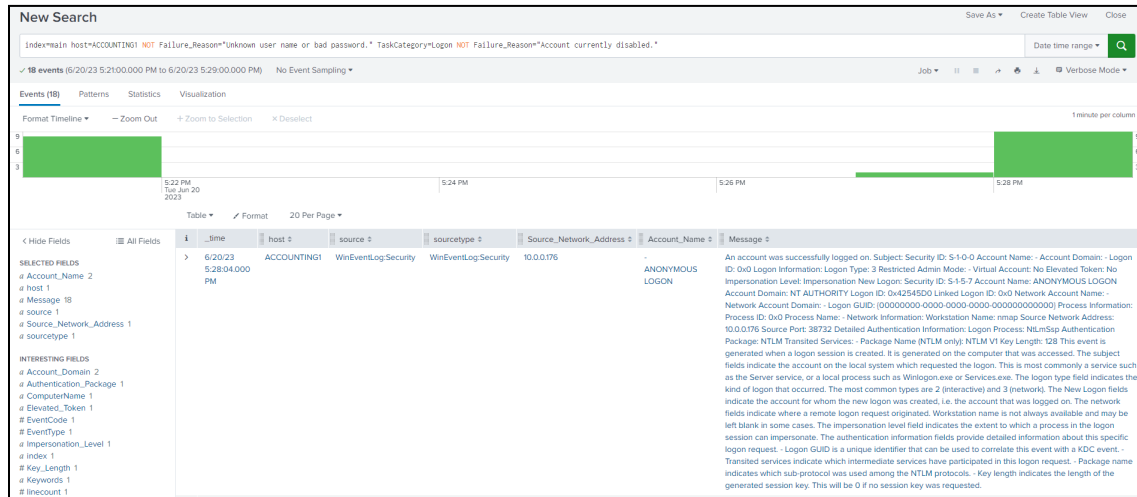 New Search
Save As ▾ Create Table View Close
index=main host=ACCOUNTING1 NOT Failure_Reason="Unknown user name or bad password." TaskCategory=Logon NOT Failure_Reason="Account currently disabled."
Date time range ▾
✓ 18 events (6/20/23 5:21:00.000 PM to 6/20/23 5:29:00.000 PM) No Event Sampling ▾
Job ▾ Verbose Mode ▾
Events (18) Patterns Statistics Visualization
Format Timeline ▾ — Zoom Out + Zoom to Selection × Deselect
1 minute per column
9
6
3
5:22 PM
Tue Jun 20
2023
5:24 PM
5:26 PM
5:28 PM
Table ▾ Format 20 Per Page ▾
< Hide Fields All Fields
SELECTED FIELDS
a Account_Name 2
a host 1
a Message 18
a source 1
a Source_Network_Address 1
a sourcetype 1
INTERESTING FIELDS
a Account_Domain 2
a Authentication_Package 1
a ComputerName 1
a Elevated_Token 1
# EventCode 1
# EventType 1
a Impersonation_Level 1
a index 1
# Key_Length 1
a Keywords 1
# linecount 1
i _time host source sourcetype Source_Network_Address Account_Name Message
> 6/20/23
5:28:04.000
PM
ACCOUNTING1
WinEventLog:Security
WinEventLog:Security
10.0.0.176
-
ANONYMOUS
LOGON
An account was successfully logged on. Subject: Security ID: S-1-0-0 Account Name: - Account Domain: - Logon
ID: 0x0 Logon Information: Logon Type: 3 Restricted Admin Mode: - Virtual Account: No Elevated Token: No
Impersonation Level: Impersonation New Logon: Security ID: S-1-5-7 Account Name: ANONYMOUS LOGON
Account Domain: NT AUTHORITY Logon ID: 0x42545D0 Linked Logon ID: 0x0 Network Account Name: -
Network Account Domain: - Logon GUID: {00000000-0000-0000-0000-000000000000} Process Information:
Process ID: 0x0 Process Name: - Network Information: Workstation Name: nmap Source Network Address:
10.0.0.176 Source Port: 38732 Detailed Authentication Information: Logon Process: NtLmSsp Authentication
Package: NTLM Transited Services: - Package Name (NTLM only): NTLM V1 Key Length: 128 This event is
generated when a logon session is created. It is generated on the computer that was accessed. The subject
fields indicate the account on the local system which requested the logon. This is most commonly a service such
as the Server service, or a local process such as Winlogon.exe or Services.exe. The logon type field indicates the
kind of logon that occurred. The most common types are 2 (interactive) and 3 (network). The New Logon fields
indicate the account for whom the new logon was created, i.e. the account that was logged on. The network
fields indicate where a remote logon request originated. Workstation name is not always available and may be
left blank in some cases. The impersonation level field indicates the extent to which a process in the logon
session can impersonate. The authentication information fields provide detailed information about this specific
logon request. - Logon GUID is a unique identifier that can be used to correlate this event with a KDC event. -
Transited services indicate which intermediate services have participated in this logon request. - Package name
indicates which sub-protocol was used among the NTLM protocols. - Key length indicates the length of the
generated session key. This will be 0 if no session key was requested.